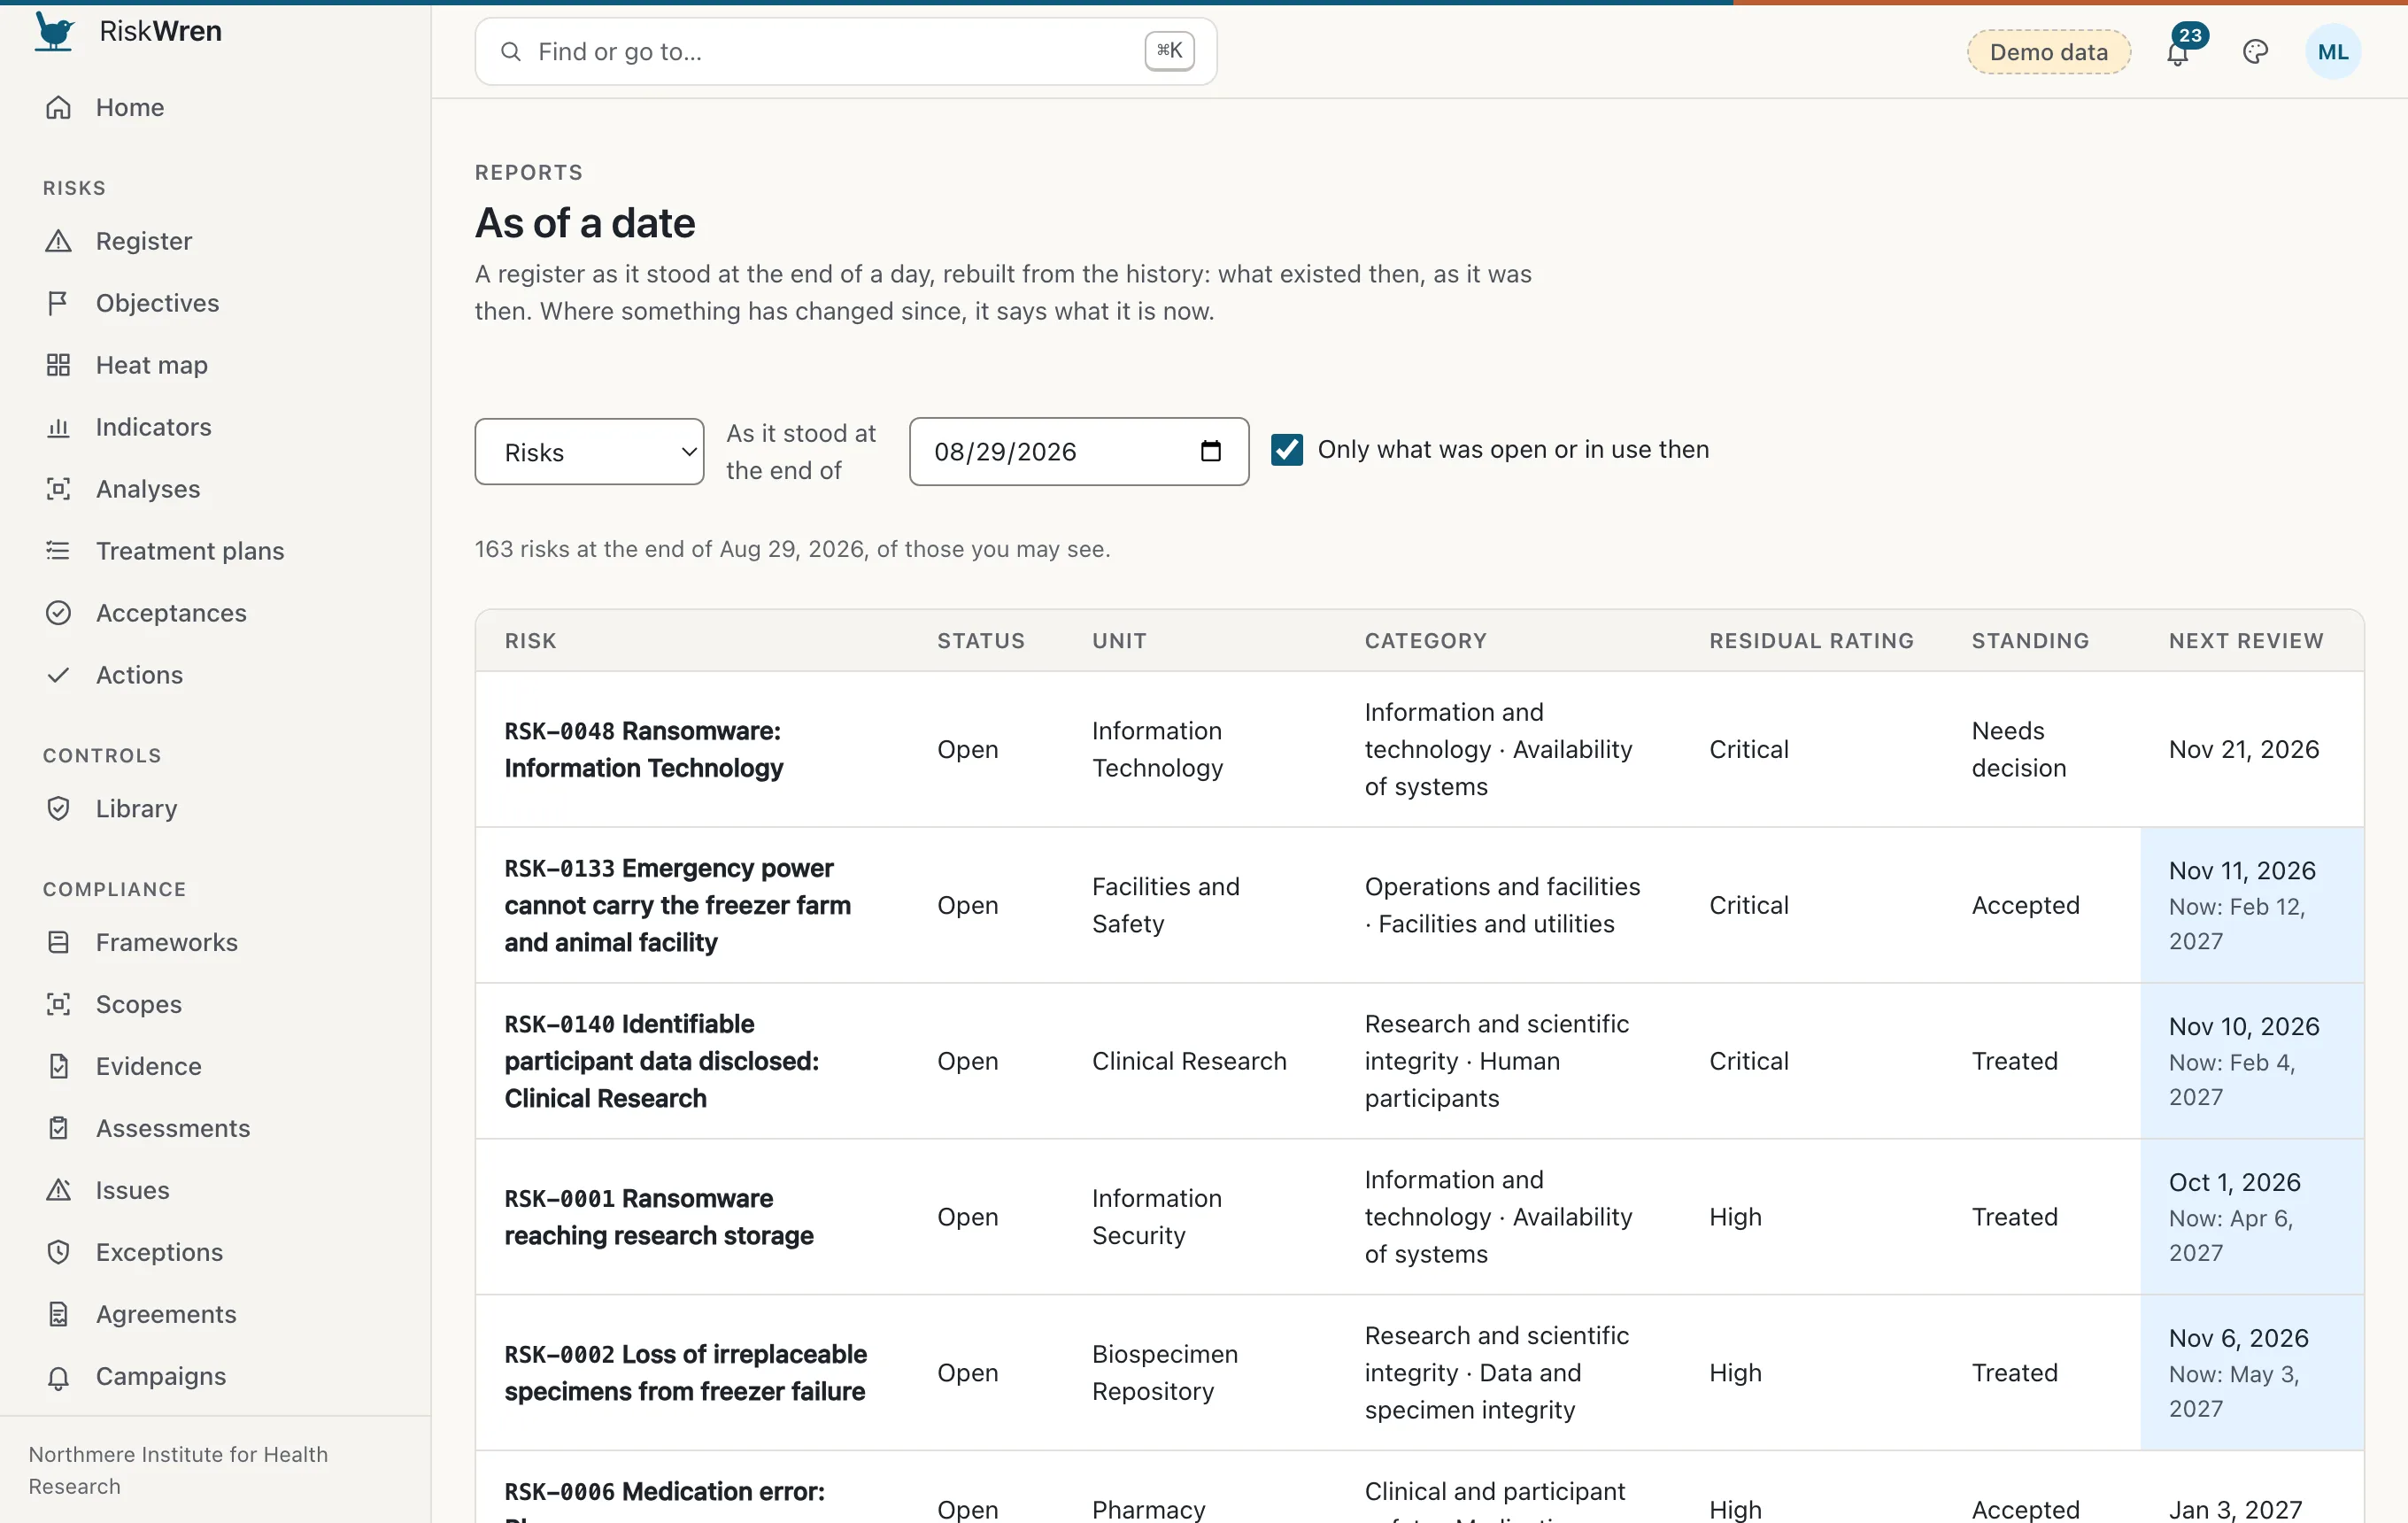 RiskWren
Find or go to...
⌘K
Demo data
23
ML
Home
RISKS
Register
Objectives
Heat map
Indicators
Analyses
Treatment plans
Acceptances
Actions
CONTROLS
Library
COMPLIANCE
Frameworks
Scopes
Evidence
Assessments
Issues
Exceptions
Agreements
Campaigns
Northmere Institute for Health
Research
REPORTS
As of a date
A register as it stood at the end of a day, rebuilt from the history: what existed then, as it was
then. Where something has changed since, it says what it is now.
Risks
As it stood at
the end of
08/29/2026
Only what was open or in use then
163 risks at the end of Aug 29, 2026, of those you may see.
RISK STATUS UNIT CATEGORY RESIDUAL RATING STANDING NEXT REVIEW
RSK-0048 Ransomware:
Information Technology
Open
Information
Technology
Information and
technology · Availability
of systems
Critical
Needs
decision
Nov 21, 2026
RSK-0133 Emergency power
cannot carry the freezer farm
and animal facility
Open
Facilities and
Safety
Operations and facilities
· Facilities and utilities
Critical
Accepted
Nov 11, 2026
Now: Feb 12,
2027
RSK-0140 Identifiable
participant data disclosed:
Clinical Research
Open
Clinical Research
Research and scientific
integrity · Human
participants
Critical
Treated
Nov 10, 2026
Now: Feb 4,
2027
RSK-0001 Ransomware
reaching research storage
Open
Information
Security
Information and
technology · Availability
of systems
High
Treated
Oct 1, 2026
Now: Apr 6,
2027
RSK-0002 Loss of irreplaceable
specimens from freezer failure
Open
Biospecimen
Repository
Research and scientific
integrity · Data and
specimen integrity
High
Treated
Nov 6, 2026
Now: May 3,
2027
RSK-0006 Medication error:
Open
Pharmacy
Clinical and participant
High
Accepted
Jan 3, 2027